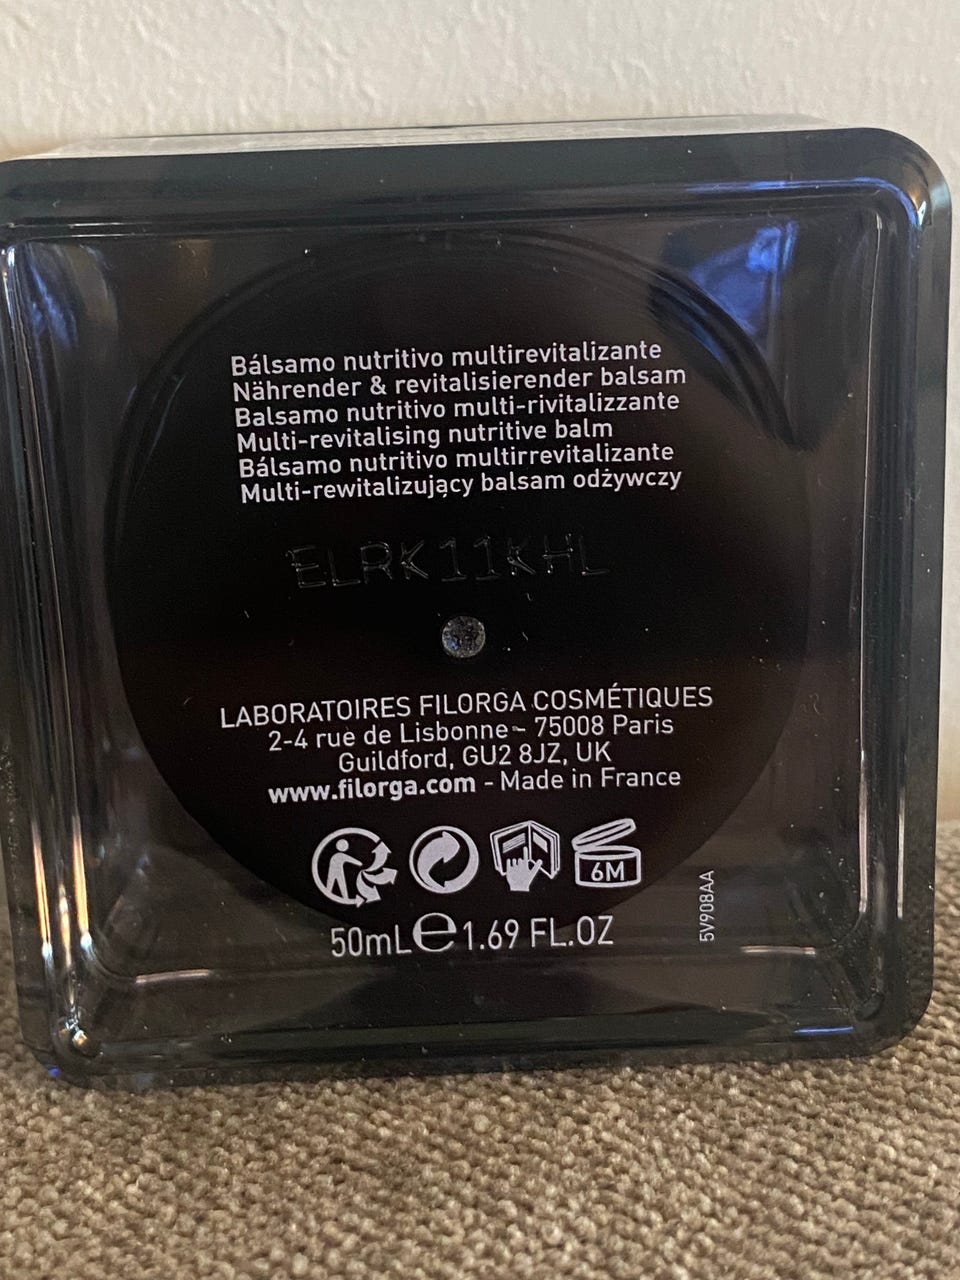 Bálsamo nutritivo multirevitalizante
Nährender & revitalisierender balsam
Balsamo nutritivo multi-rivitalizzante
Multi-revitalising nutritive balm
Bálsamo nutritivo multirrevitalizante
Multi-rewitalizujący balsam odżywczy
ELRK11KHL
LABORATOIRES FILORGA COSMÉTIQUES
2-4 rue de Lisbonne - 75008 Paris
Guildford, GU2 8JZ, UK
www.filorga.com - Made in France
6M
50mL e 1.69 FL.OZ
5V908AA